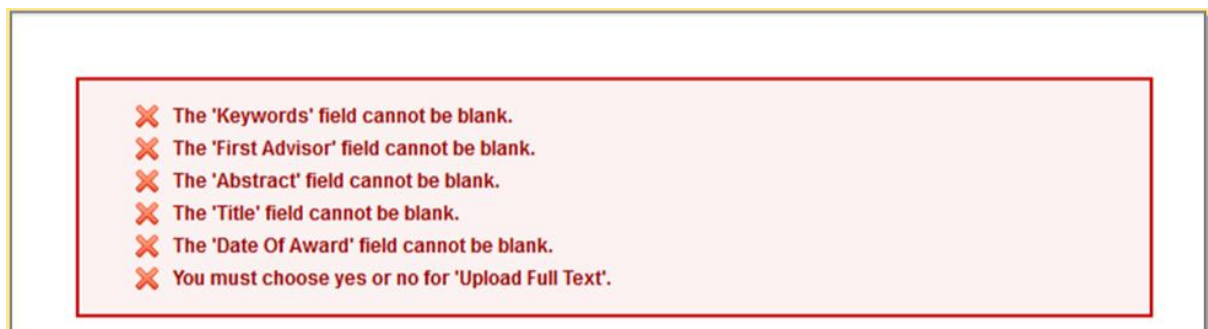 The 'Keywords' field cannot be blank.
The 'First Advisor' field cannot be blank.
The 'Abstract' field cannot be blank.
The 'Title' field cannot be blank.
The 'Date Of Award' field cannot be blank.
You must choose yes or no for 'Upload Full Text'.